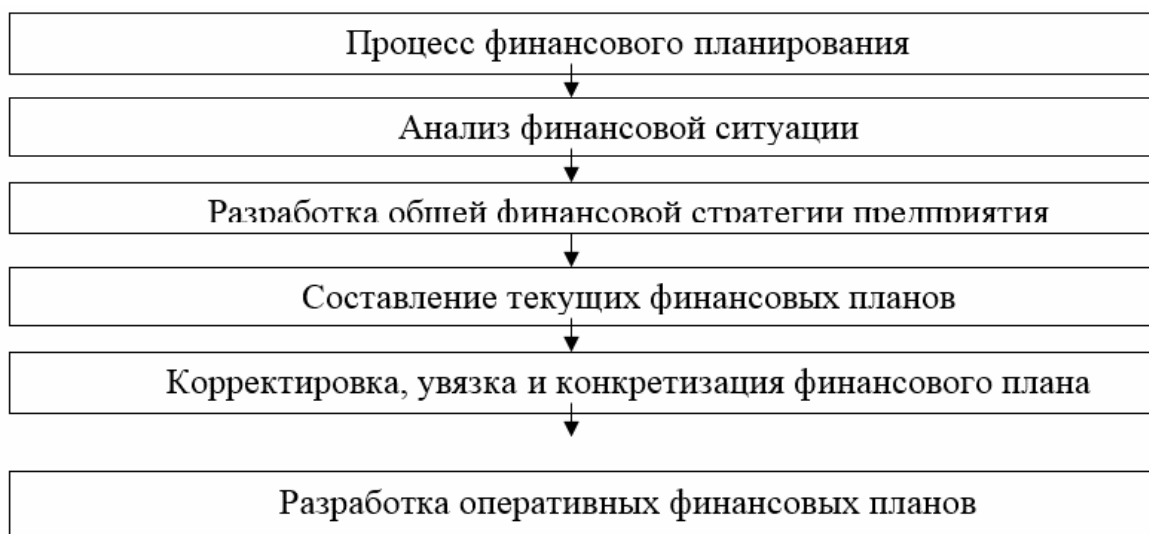 Процесс финансового планирования
Анализ финансовой ситуации
Разработка общей финансовой стратегии предприятия
Составление текущих финансовых планов
Корректировка, увязка и конкретизация финансового плана
Разработка оперативных финансовых планов